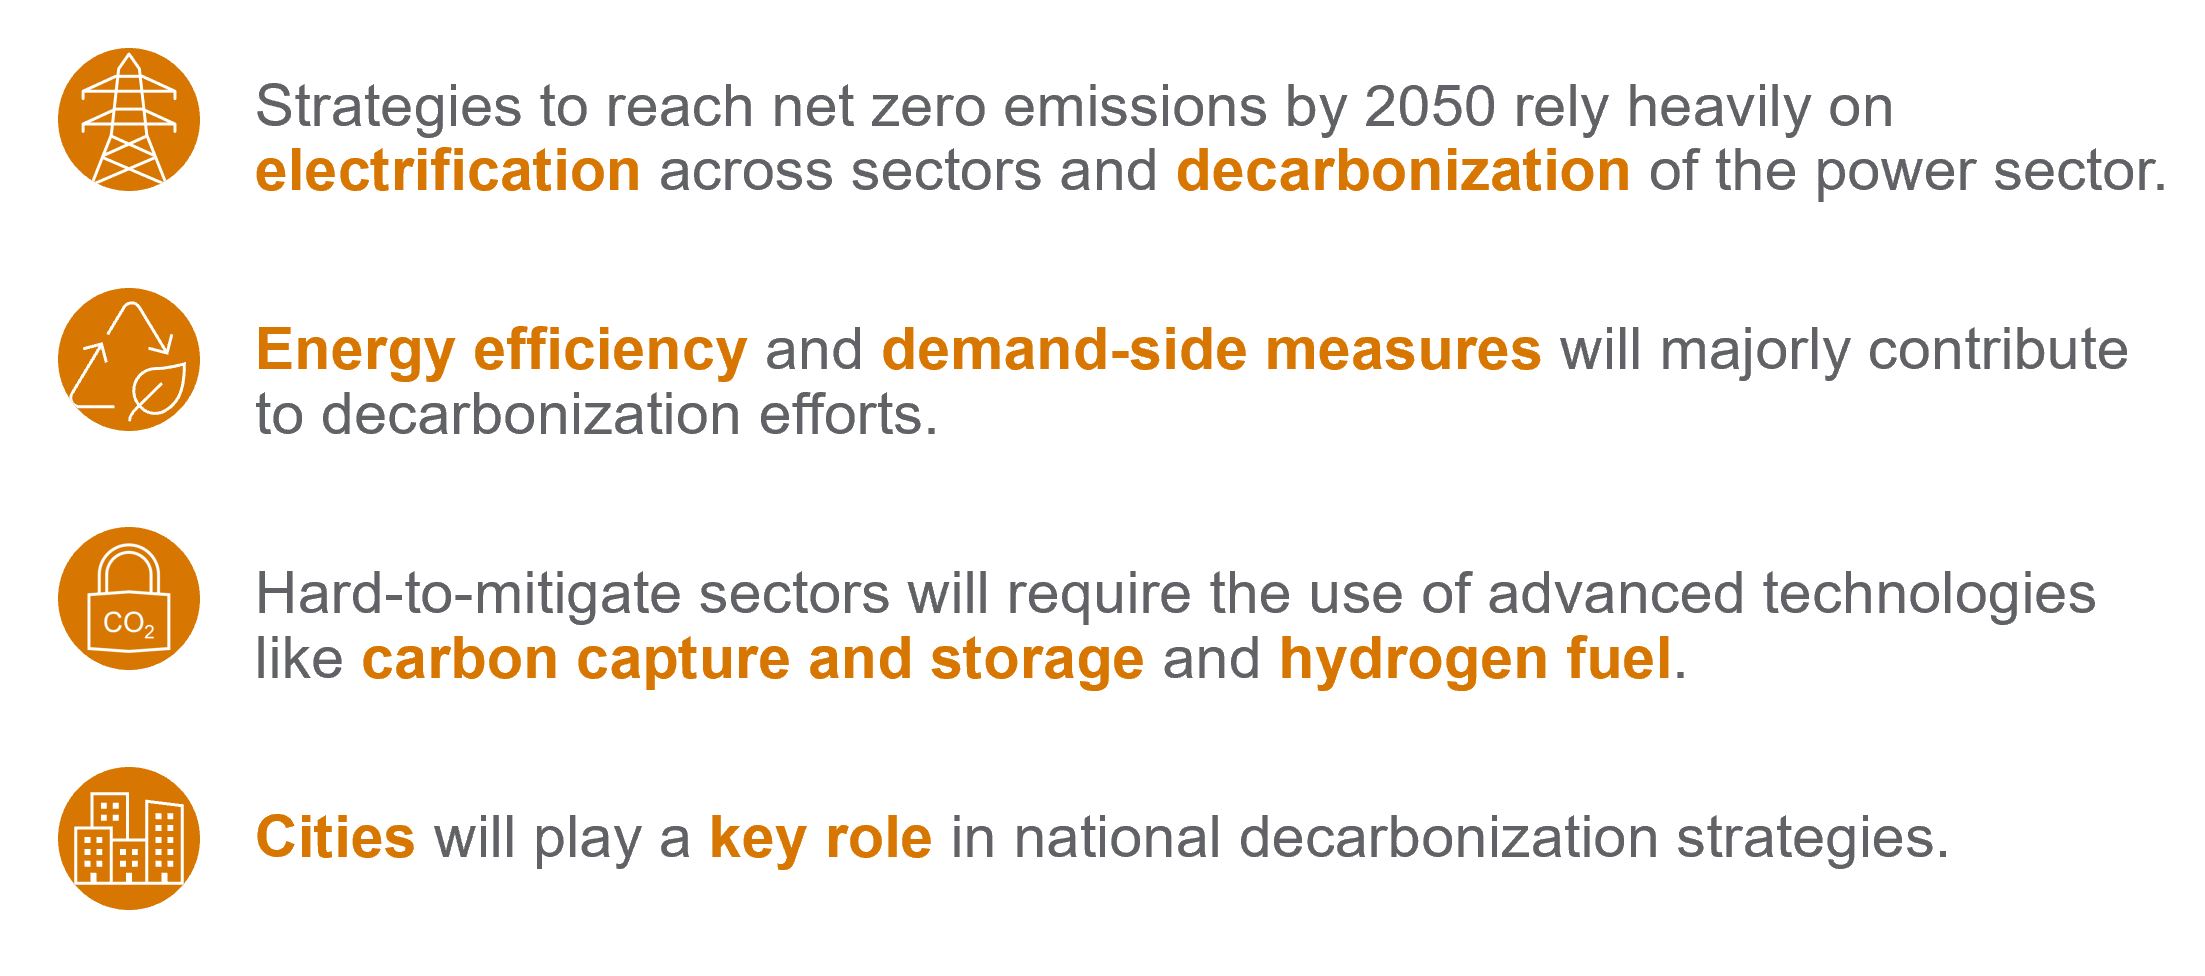 Strategies to reach net zero emissions by 2050 rely heavily on
electrification across sectors and decarbonization of the power sector.
Energy efficiency and demand-side measures will majorly contribute
to decarbonization efforts.
CO₂
Hard-to-mitigate sectors will require the use of advanced technologies
like carbon capture and storage and hydrogen fuel.
Cities will play a key role in national decarbonization strategies.